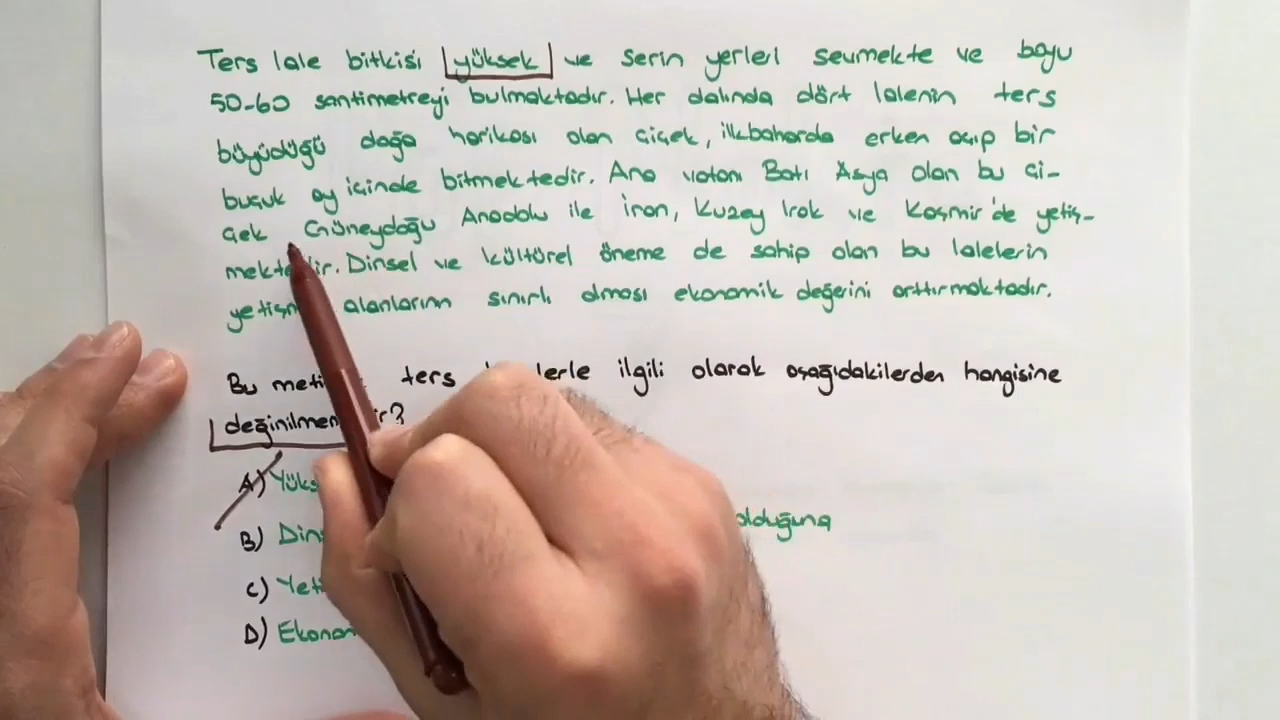 Ters lale bitkisi yüksek ve serin yerleri sevmekte ve boyu
50-60 santimetreyi bulmaktadır. Her dalında dört lalenin ters
büyüdüğü doğa harikası olan çiçek, ilkbaharda erken açıp bir
buçuk ay içinde bitmektedir. Ana vatanı Batı Asya olan bu çi-
çek Güneydoğu Anadolu ile İran, Kuzey Irak ve Keşmir'de yetiş-
mektedir. Dinsel ve kültürel öneme de sahip olan bu lalelerin
alanlarının sınırlı olması ekonomik değerini arttırmaktadır.
Bu ters ilgili olarak aşağıdakilerden hangisine
A)
B) olduğuna
C)
D)